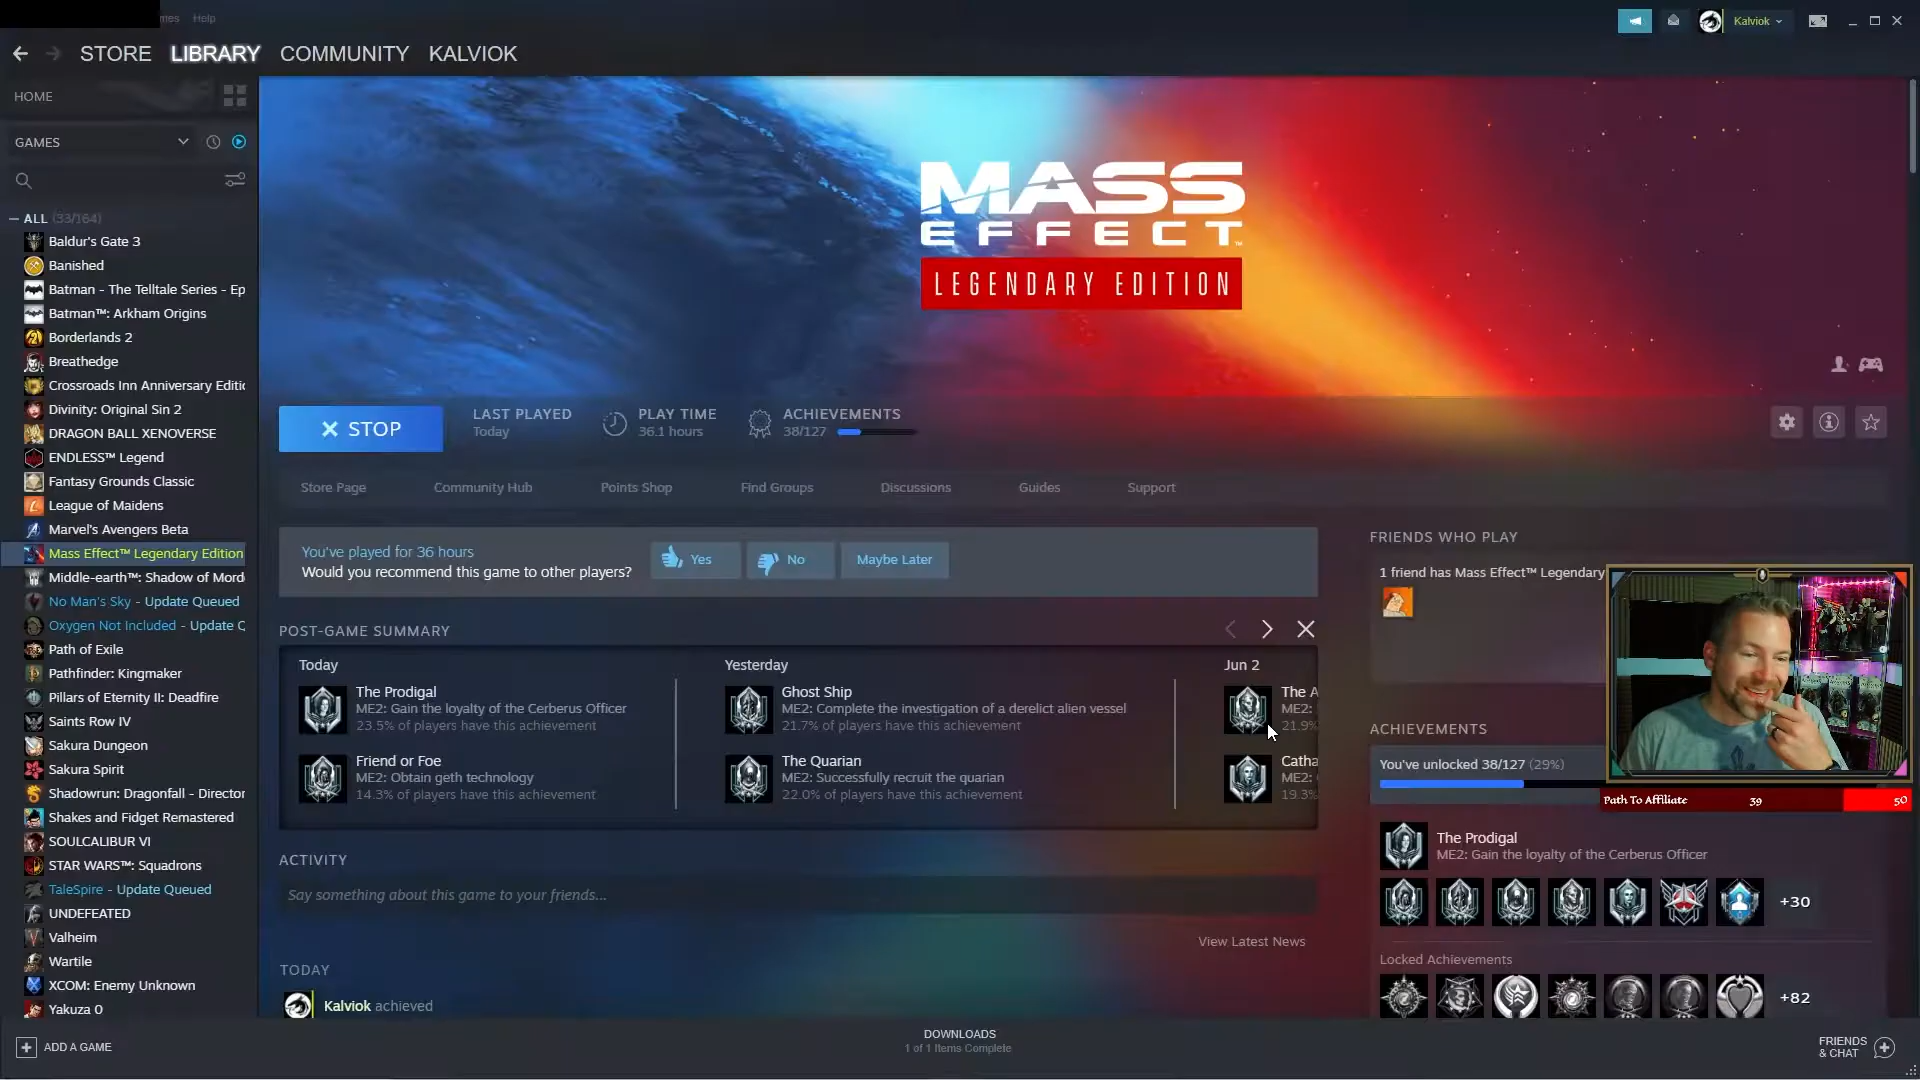 mes Help
Kalviok
STORE LIBRARY COMMUNITY KALVIOK
HOME
GAMES
ALL (33/164)
Baldur's Gate 3
Banished
Batman - The Telltale Series - Ep
Batman™: Arkham Origins
Borderlands 2
Breathedge
Crossroads Inn Anniversary Editic
Divinity: Original Sin 2
DRAGON BALL XENOVERSE
ENDLESS™ Legend
Fantasy Grounds Classic
League of Maidens
Marvel's Avengers Beta
Mass Effect™ Legendary Edition
Middle-earth™: Shadow of Mord
No Man's Sky - Update Queued
Oxygen Not Included - Update Q
Path of Exile
Pathfinder: Kingmaker
Pillars of Eternity II: Deadfire
Saints Row IV
Sakura Dungeon
Sakura Spirit
Shadowrun: Dragonfall - Director
Shakes and Fidget Remastered
SOULCALIBUR VI
STAR WARS™: Squadrons
TaleSpire - Update Queued
UNDEFEATED
Valheim
Wartile
XCOM: Enemy Unknown
Yakuza 0
ADD A GAME
MASS
EFFECT™
LEGENDARY EDITION
STOP
LAST PLAYED
Today
PLAY TIME
36.1 hours
ACHIEVEMENTS
38/127
Store Page Community Hub Points Shop Find Groups Discussions Guides Support
You've played for 36 hours
Would you recommend this game to other players?
Yes No Maybe Later
POST-GAME SUMMARY
Today
The Prodigal
ME2: Gain the loyalty of the Cerberus Officer
23.5% of players have this achievement
Friend or Foe
ME2: Obtain geth technology
14.3% of players have this achievement
Yesterday
Ghost Ship
ME2: Complete the investigation of a derelict alien vessel
21.7% of players have this achievement
The Quarian
ME2: Successfully recruit the quarian
22.0% of players have this achievement
Jun 2
The A
ME2:
21.9%
Catha
ME2:
19.3%
ACTIVITY
Say something about this game to your friends...
View Latest News
TODAY
Kalviok achieved
FRIENDS WHO PLAY
1 friend has Mass Effect™ Legendary
ACHIEVEMENTS
You've unlocked 38/127 (29%)
Path To Affiliate 39 50
The Prodigal
ME2: Gain the loyalty of the Cerberus Officer
+30
Locked Achievements
+82
DOWNLOADS
1 of 1 Items Complete
FRIENDS
& CHAT